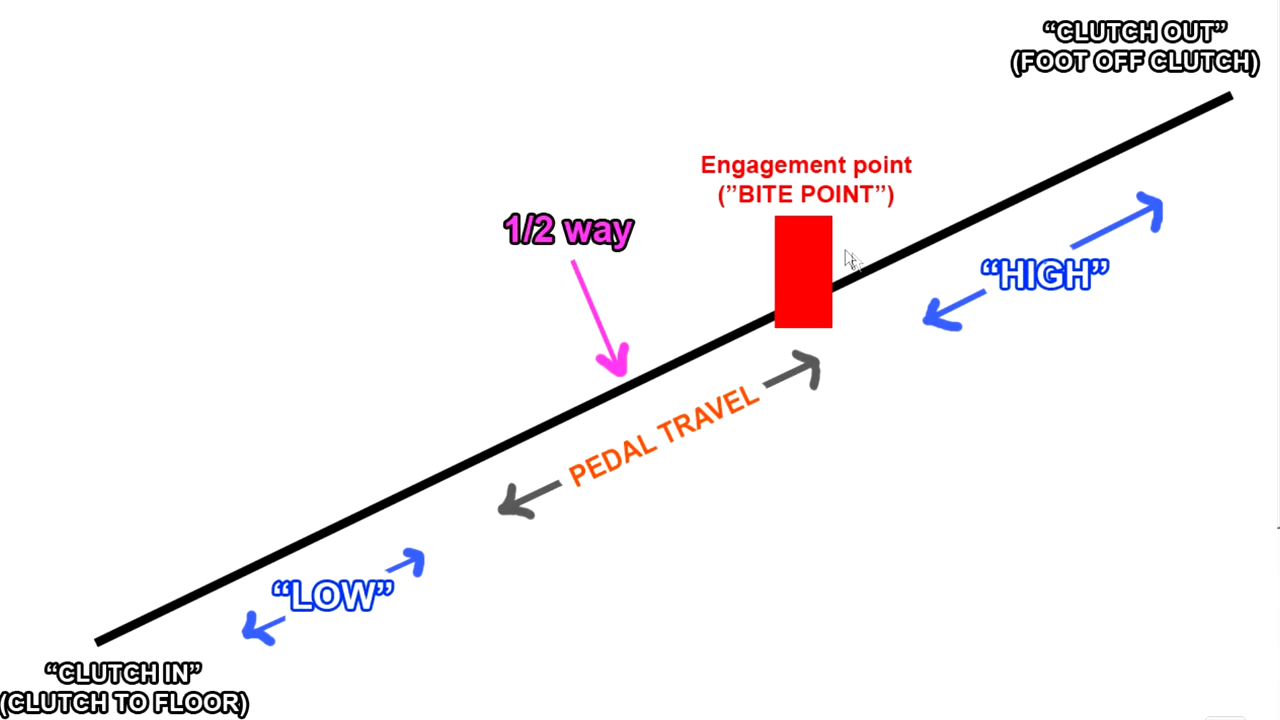 “CLUTCH OUT”
(FOOT OFF CLUTCH)
Engagement point
(”BITE POINT”)
1/2 way
“HIGH”
PEDAL TRAVEL
“LOW”
“CLUTCH IN”
(CLUTCH TO FLOOR)